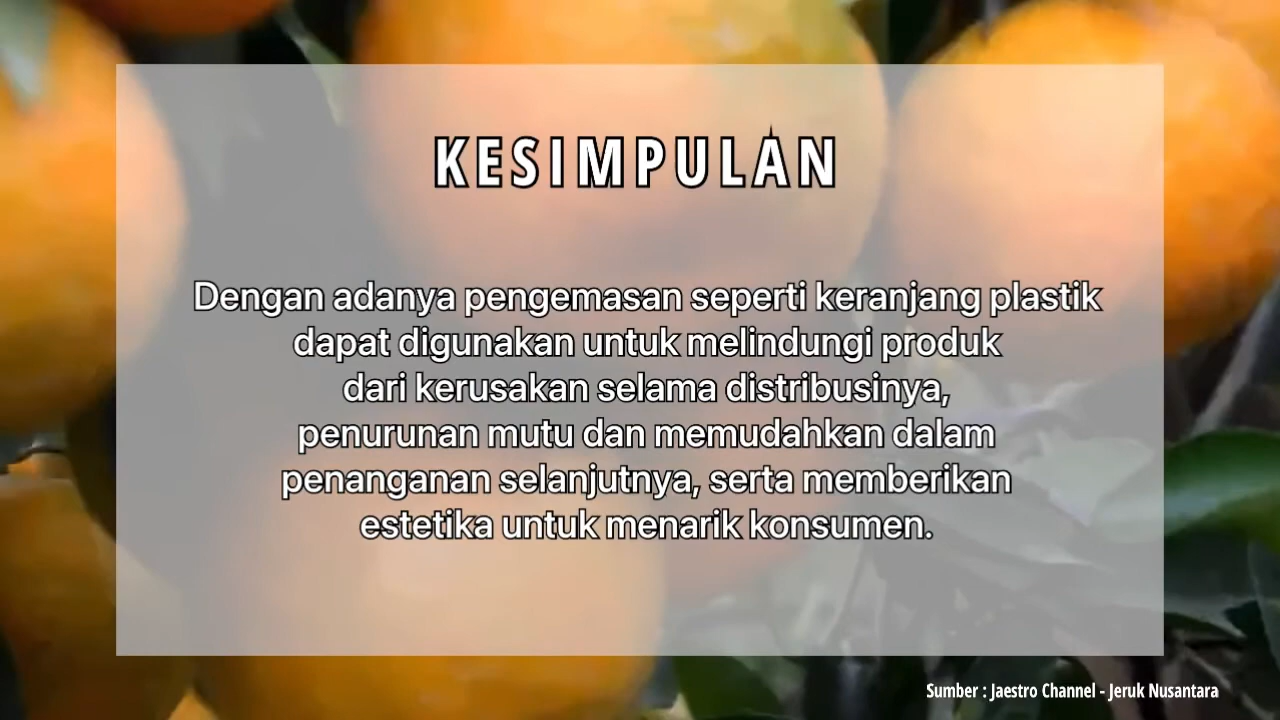 KESIMPULAN
Dengan adanya pengemasan seperti keranjang plastik
dapat digunakan untuk melindungi produk
dari kerusakan selama distribusinya,
penurunan mutu dan memudahkan dalam
penanganan selanjutnya, serta memberikan
estetika untuk menarik konsumen.
Sumber : Jaestro Channel - Jeruk Nusantara